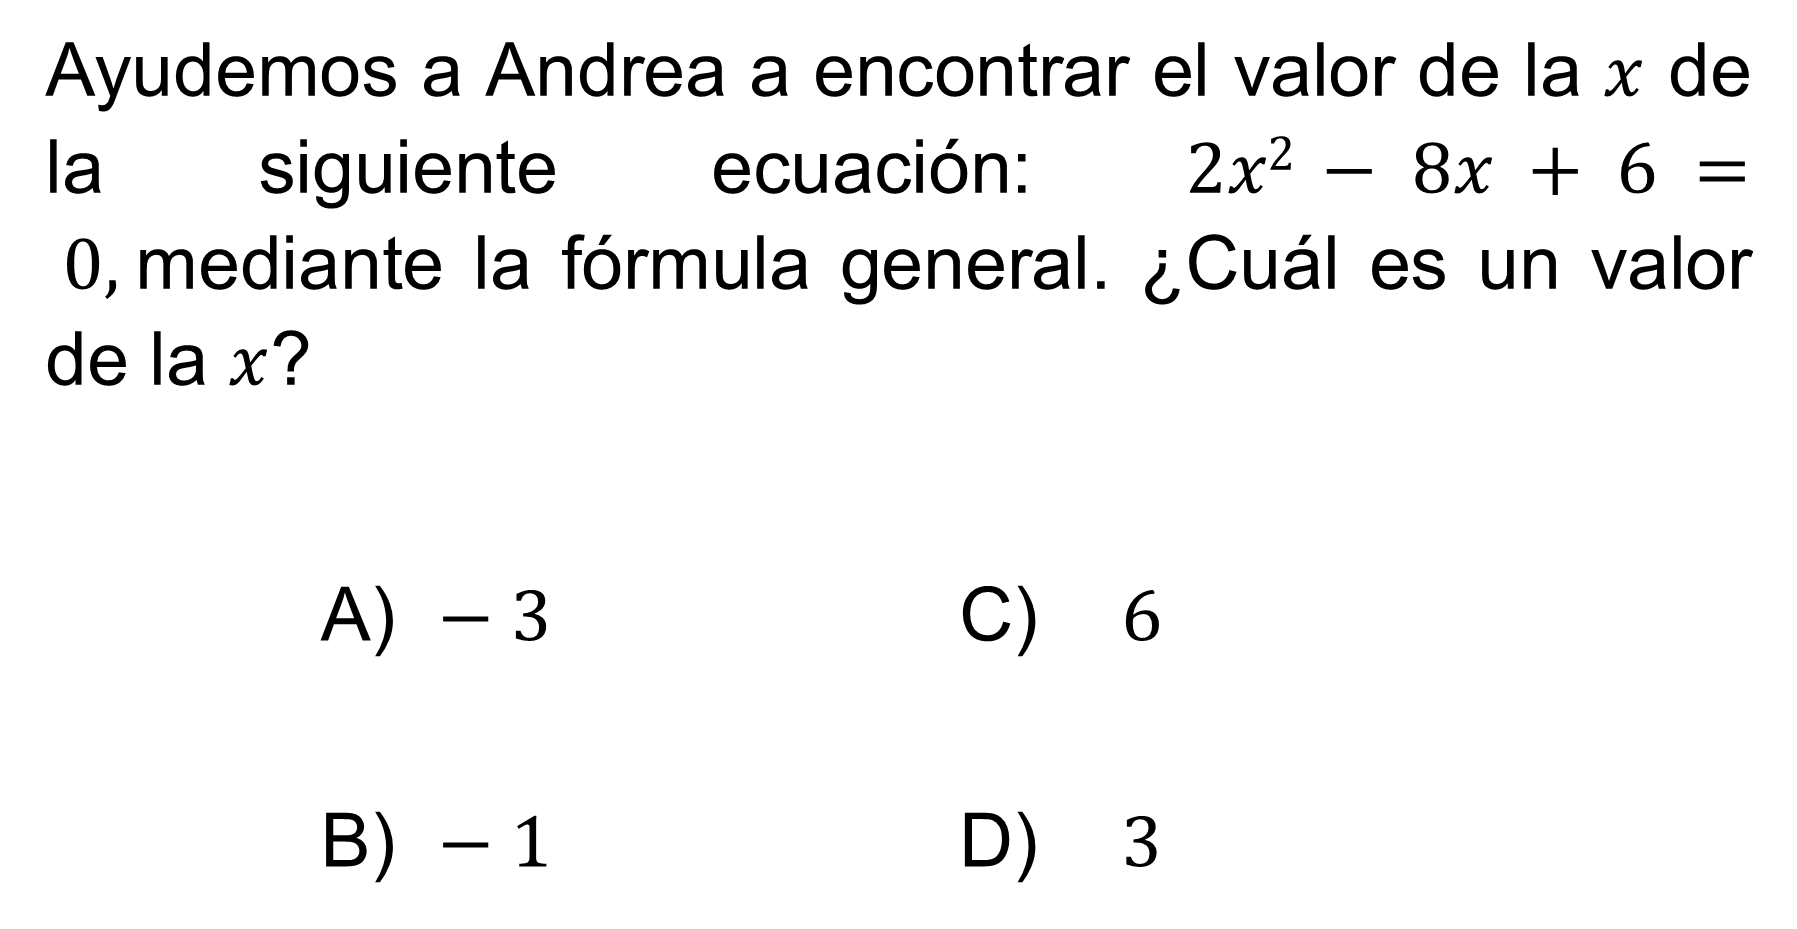 Ayudemos a Andrea a encontrar el valor de la x de
la siguiente ecuación: 2x² − 8x + 6 =
0, mediante la fórmula general. ¿Cuál es un valor
de la x?
A) − 3 C) 6
B) − 1 D) 3